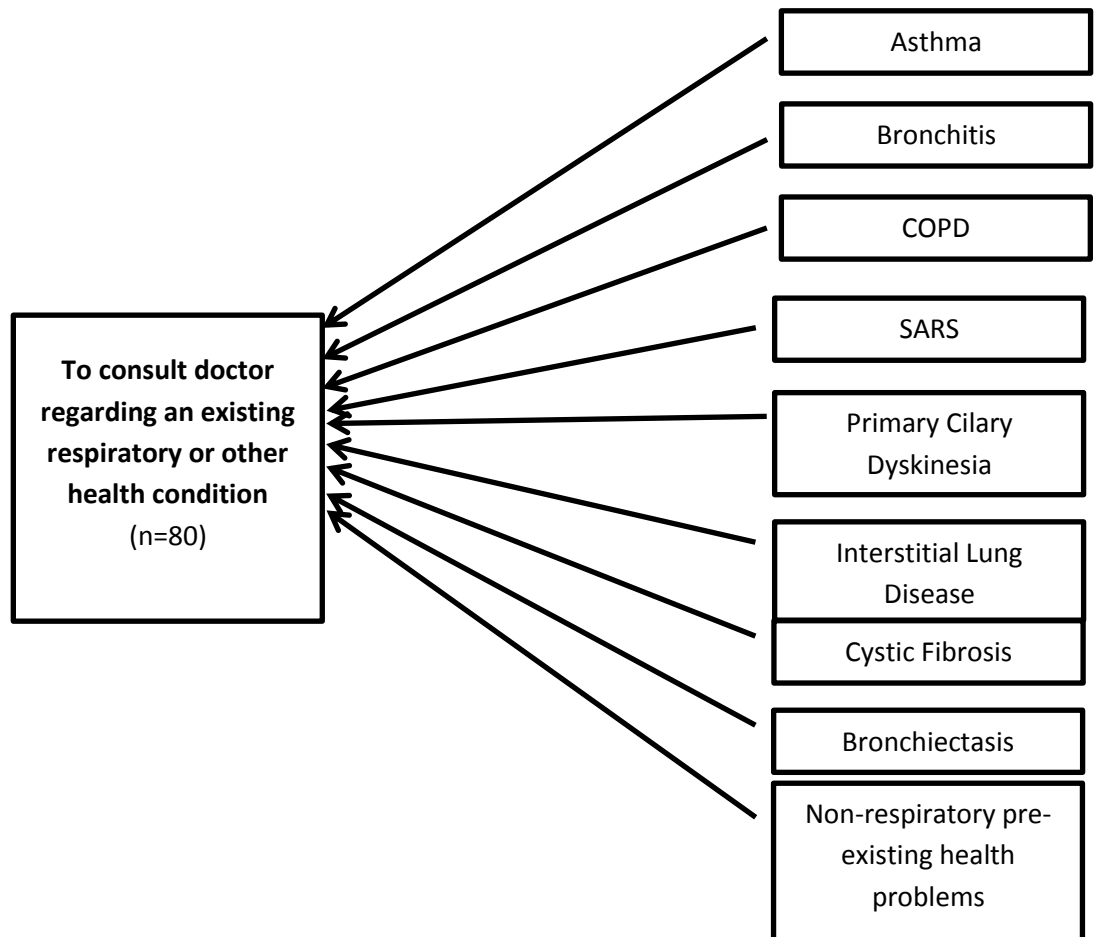 Asthma
Bronchitis
COPD
SARS
To consult doctor
regarding an existing
respiratory or other
health condition
(n=80)
Primary Cilary
Dyskinesia
Interstitial Lung
Disease
Cystic Fibrosis
Bronchiectasis
Non-respiratory pre-
existing health
problems